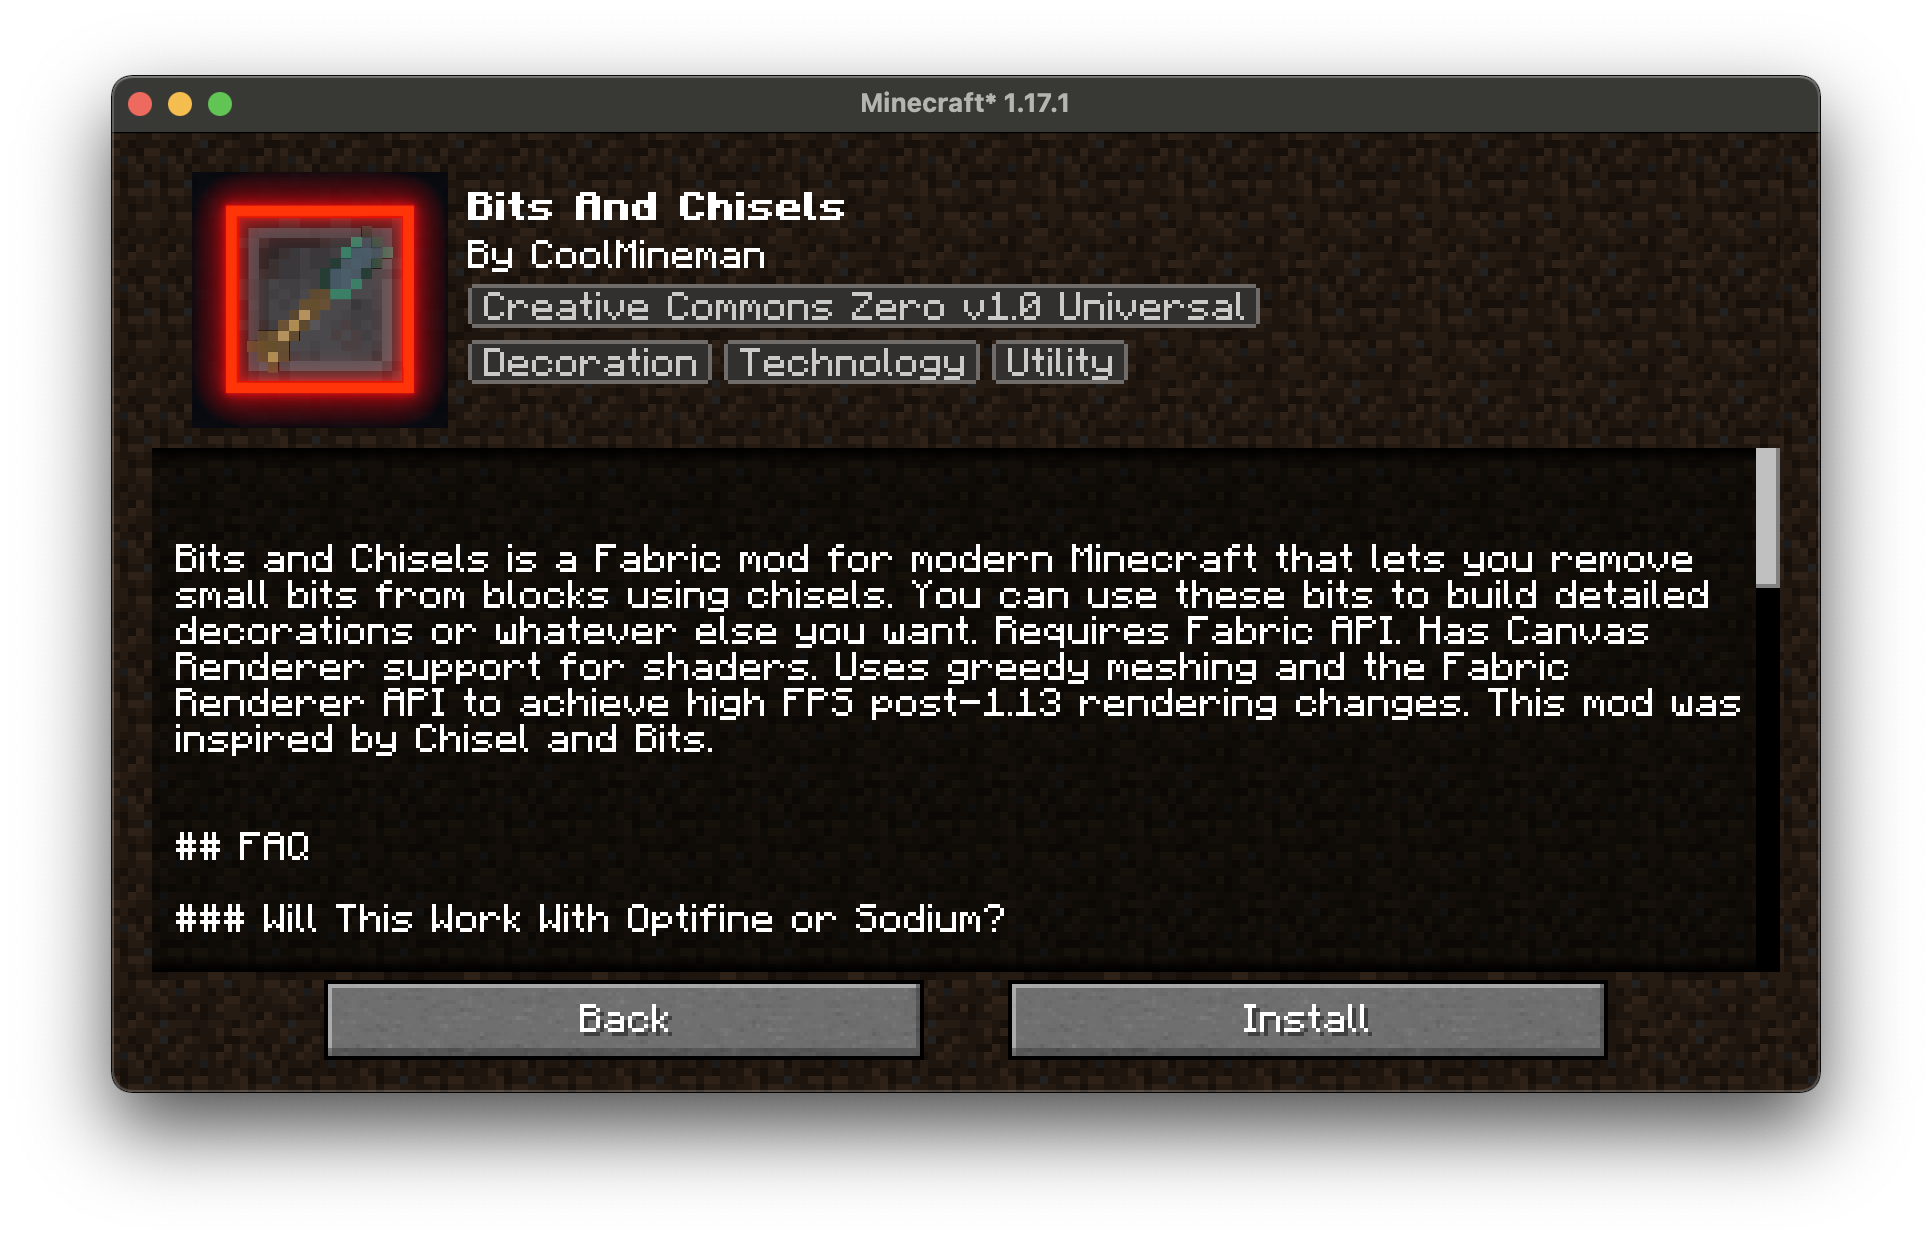 Minecraft* 1.17.1
Bits And Chisels
By CoolMineman
Creative Commons Zero v1.0 Universal
Decoration Technology Utility
Bits and Chisels is a Fabric mod for modern Minecraft that lets you remove
small bits from blocks using chisels. You can use these bits to build detailed
decorations or whatever else you want. Requires Fabric API. Has Canvas
Renderer support for shaders. Uses greedy meshing and the Fabric
Renderer API to achieve high FPS post-1.13 rendering changes. This mod was
inspired by Chisel and Bits.
## FAQ
### Will This Work With Optifine or Sodium?
Back Install